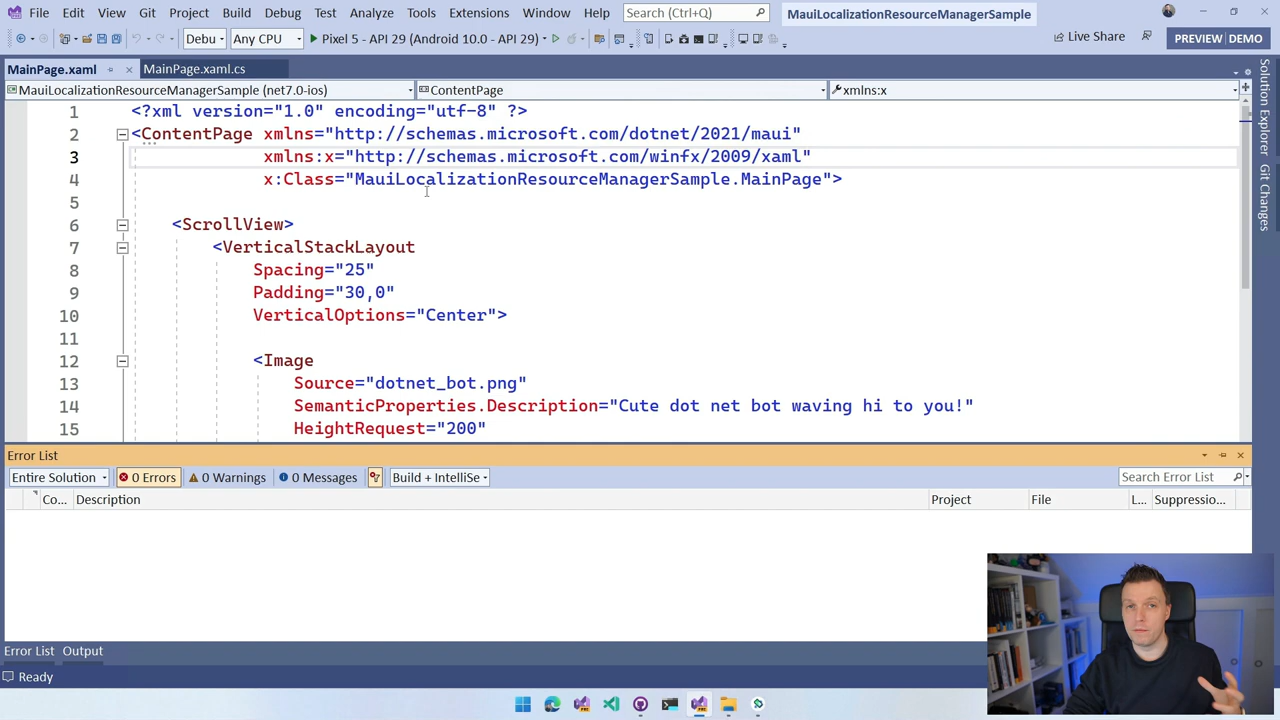 File Edit View Git Project Build Debug Test Analyze Tools Extensions Window Help Search (Ctrl+Q) MauiLocalizationResourceManagerSample
Debu Any CPU Pixel 5 - API 29 (Android 10.0 - API 29) Live Share PREVIEW | DEMO
MainPage.xaml MainPage.xaml.cs
MauiLocalizationResourceManagerSample (net7.0-ios) ContentPage xmlns:x
1 <?xml version="1.0" encoding="utf-8" ?>
2 <ContentPage xmlns="http://schemas.microsoft.com/dotnet/2021/maui"
3 xmlns:x="http://schemas.microsoft.com/winfx/2009/xaml"
4 x:Class="MauiLocalizationResourceManagerSample.MainPage">
5
6 <ScrollView>
7 <VerticalStackLayout
8 Spacing="25"
9 Padding="30,0"
10 VerticalOptions="Center">
11
12 <Image
13 Source="dotnet_bot.png"
14 SemanticProperties.Description="Cute dot net bot waving hi to you!"
15 HeightRequest="200"
Solution Explorer
Git Changes
Error List
Entire Solution 0 Errors 0 Warnings 0 Messages Build + IntelliSe Search Error List
Co... Description Project File L... Suppressio...
Error List Output
Ready